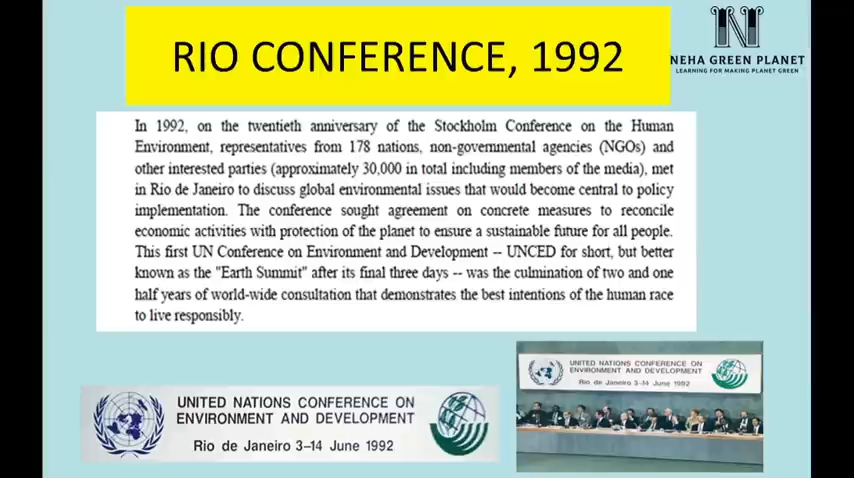 RIO CONFERENCE, 1992
N
NEHA GREEN PLANET
LEARNING FOR MAKING PLANET GREEN
In 1992, on the twentieth anniversary of the Stockholm Conference on the Human
Environment, representatives from 178 nations, non-governmental agencies (NGOs) and
other interested parties (approximately 30,000 in total including members of the media), met
in Rio de Janeiro to discuss global environmental issues that would become central to policy
implementation. The conference sought agreement on concrete measures to reconcile
economic activities with protection of the planet to ensure a sustainable future for all people.
This first UN Conference on Environment and Development -- UNCED for short, but better
known as the "Earth Summit" after its final three days -- was the culmination of two and one
half years of world-wide consultation that demonstrates the best intentions of the human race
to live responsibly.
UNITED NATIONS CONFERENCE ON
ENVIRONMENT AND DEVELOPMENT
Rio de Janeiro 3-14 June 1992
UNITED NATIONS CONFERENCE ON
ENVIRONMENT AND DEVELOPMENT
Rio de Janeiro 3-14 June 1992